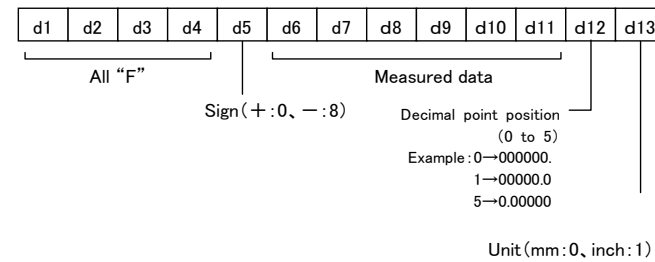 d1 d2 d3 d4 d5 d6 d7 d8 d9 d10 d11 d12 d13
All “F”
Measured data
Sign(＋:0、－:8)
Decimal point position
(0 to 5)
Example:0→000000.
1→00000.0
5→0.00000
Unit(mm:0、inch:1)